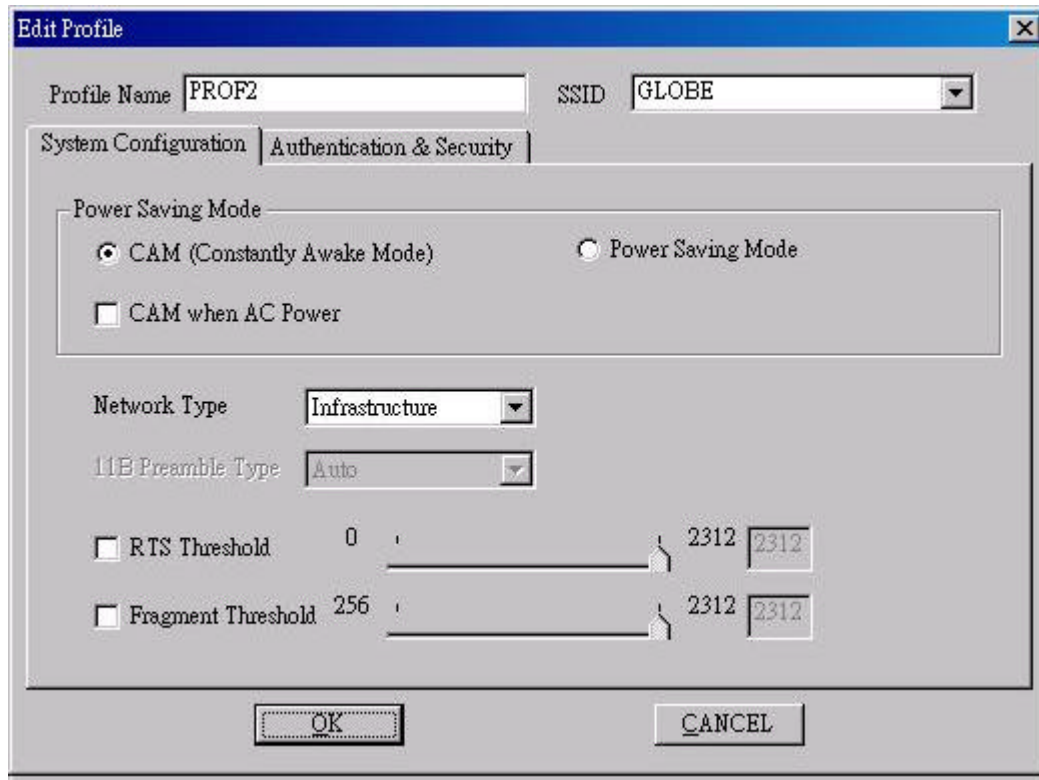 Edit Profile
Profile Name PROF2 SSID GLOBE
System Configuration Authentication & Security
Power Saving Mode
CAM (Constantly Awake Mode) Power Saving Mode
CAM when AC Power
Network Type Infrastructure
11B Preamble Type Auto
RTS Threshold 0 2312 2312
Fragment Threshold 256 2312 2312
OK CANCEL